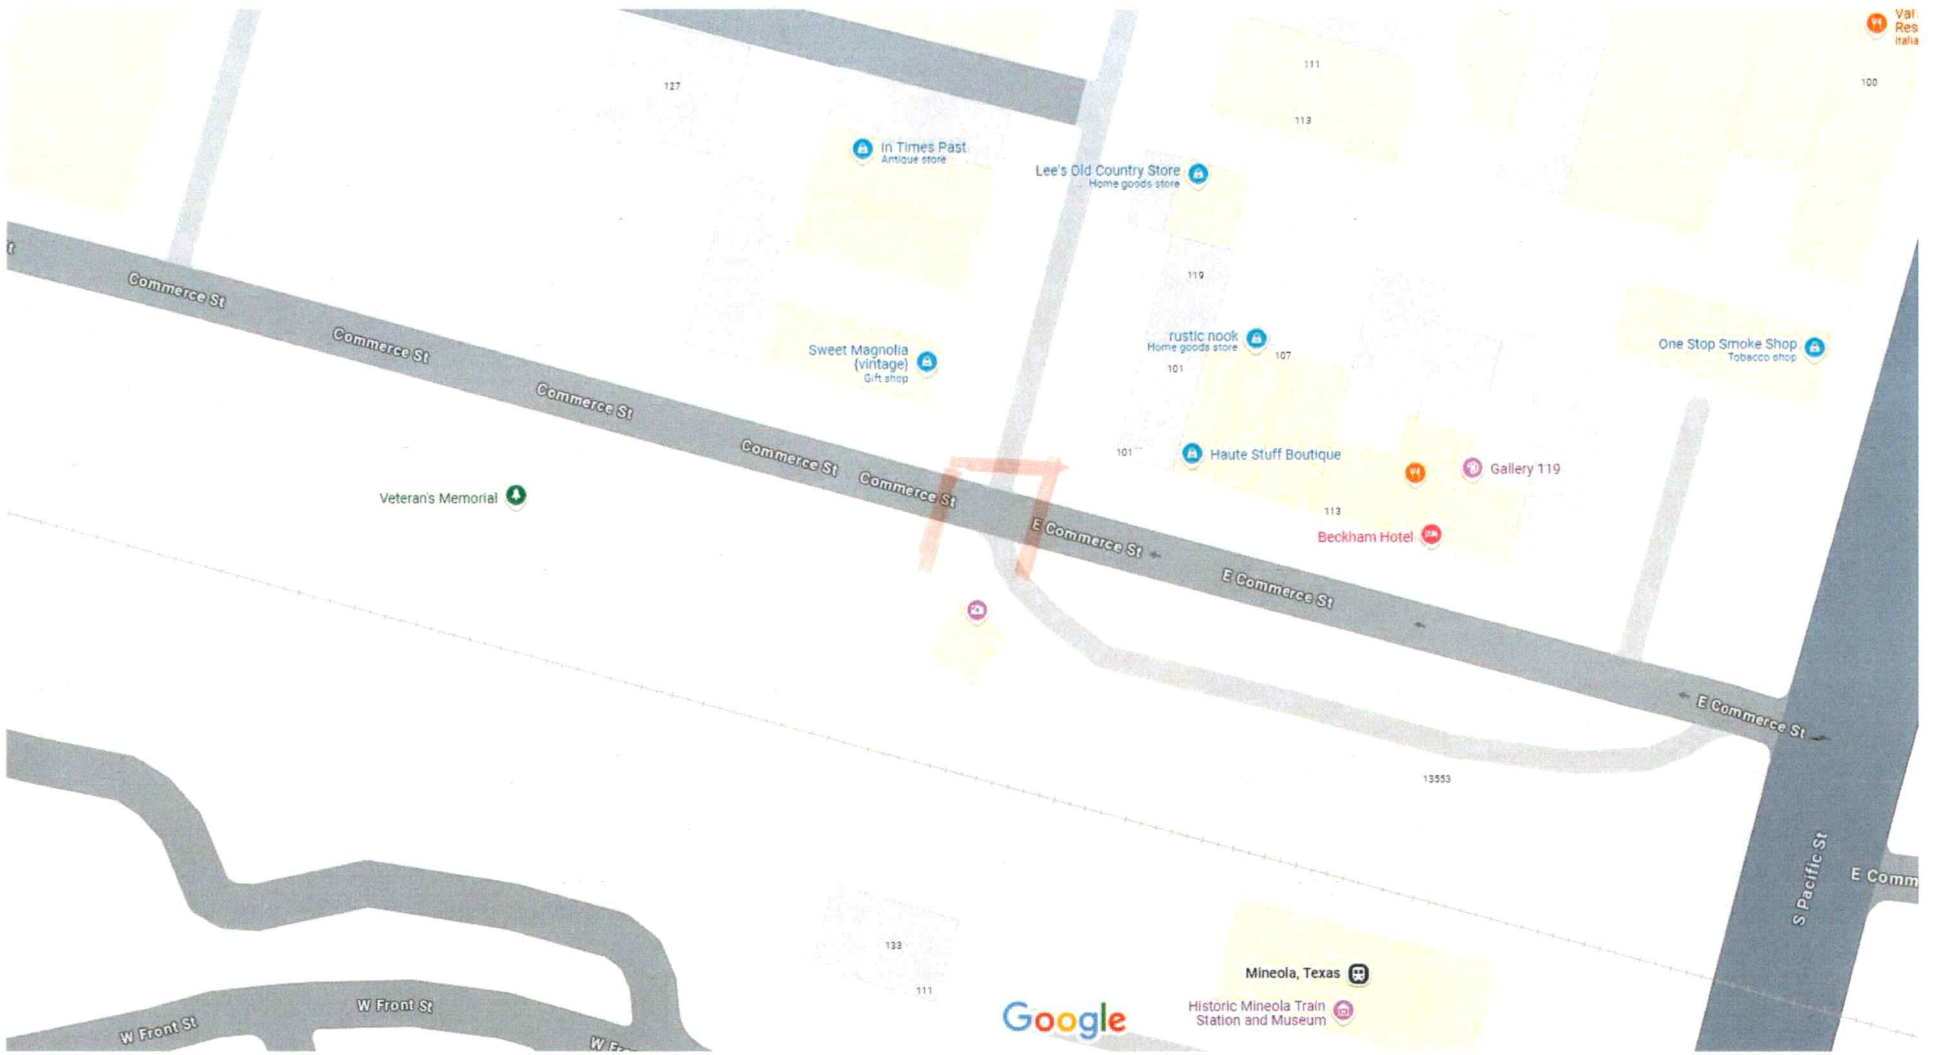 Val
Res
Italia
100
111
113
127
In Times Past
Antique store
Lee's Old Country Store
Home goods store
119
Commerce St
Commerce St
Commerce St
Commerce St
Commerce St
Sweet Magnolia
{vintage}
Gift shop
rustic nook
Home goods store
107
101
101
One Stop Smoke Shop
Tobacco shop
Haute Stuff Boutique
Gallery 119
113
Beckham Hotel
Veteran's Memorial
E Commerce St
E Commerce St
E Commerce St
13553
S Pacific St
E Comm
133
111
Mineola, Texas
Historic Mineola Train
Station and Museum
Google
W Front St
W Front St
W Fr